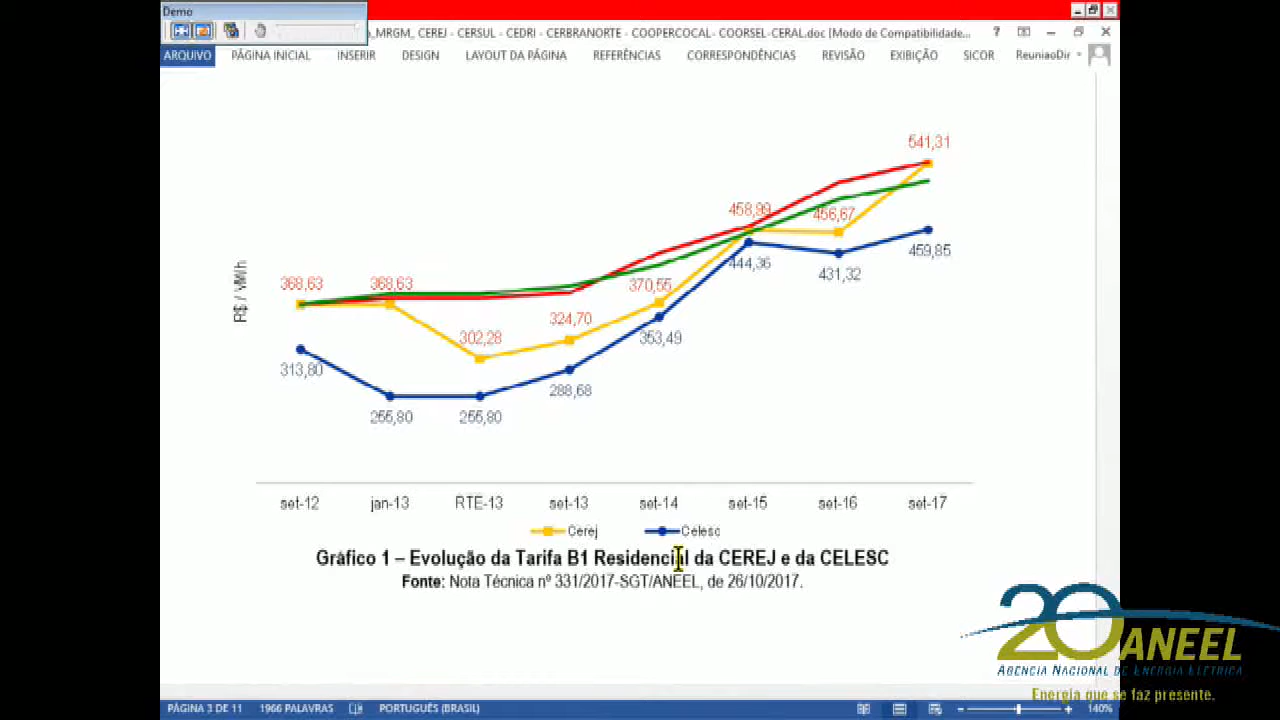 Demo
_MRGM, CEREJ - CERSUL - CEDRI - CERBRANORTE - COOPERCOCAL- COORSEL-CERAL.doc [Modo de Compatibilidade...
ARQUIVO PÁGINA INICIAL INSERIR DESIGN LAYOUT DA PÁGINA REFERÊNCIAS CORRESPONDÊNCIAS REVISÃO EXIBIÇÃO SICOR ReuniaoDir
541,31
458,99
456,67
368,63 368,63
370,55
324,70
302,28
459,85
444,36
431,32
353,49
313,80
288,68
255,80 255,80
R$ / MWh
set-12 jan-13 RTE-13 set-13 set-14 set-15 set-16 set-17
Cerej Celesc
Gráfico 1 – Evolução da Tarifa B1 Residencial da CEREJ e da CELESC
Fonte: Nota Técnica nº 331/2017-SGT/ANEEL, de 26/10/2017.
20 ANEEL
AGENCIA NACIONAL DE ENERGIA ELÉTRICA
Energia que se faz presente.
PÁGINA 3 DE 11 1966 PALAVRAS PORTUGUÊS (BRASIL) 140%